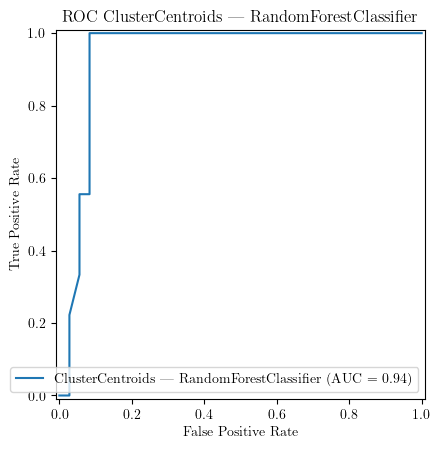 ROC ClusterCentroids — RandomForestClassifier
1.0
0.8
0.6
0.4
0.2
0.0
True Positive Rate
ClusterCentroids — RandomForestClassifier (AUC = 0.94)
0.0 0.2 0.4 0.6 0.8 1.0
False Positive Rate